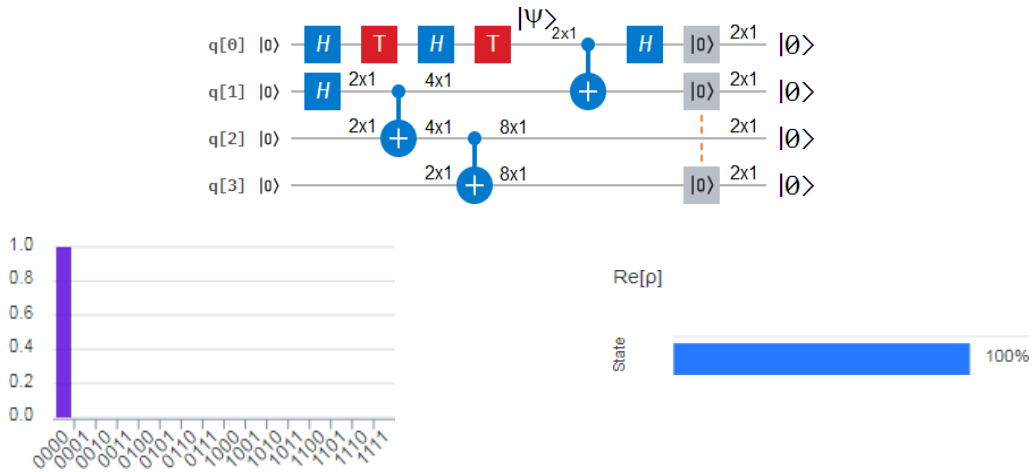 |Ψ⟩
q[0] |0⟩ H T H T 2x1 H |0⟩ 2x1 |0⟩
q[1] |0⟩ H 2x1 4x1 |0⟩ 2x1 |0⟩
q[2] |0⟩ 2x1 4x1 8x1 2x1 |0⟩
q[3] |0⟩ 2x1 8x1 |0⟩ 2x1 |0⟩
1.0
0.8
0.6
0.4
0.2
0.0
0000 0001 0010 0011 0100 0101 0110 0111 1000 1001 1010 1011 1100 1101 1110 1111
Re[ρ]
State
100%